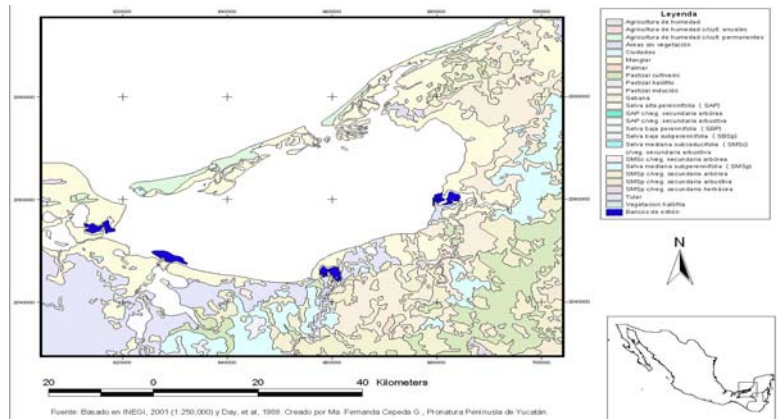 Leyenda
Agricultura de humedad
Agricultura de humedad c/cult. anuales
Agricultura de humedad c/cult. permanentes
Areas sin vegetación
Ciudades
Manglar
Palmar
Pastizal cultivado
Pastizal halófilo
Pastizal inducido
Sabana
Selva alta perennifolia (SAP)
SAP c/veg. secundaria arbórea
SAP c/veg. secundaria arbustiva
Selva baja perennifolia (SBP)
Selva baja subperennifolia (SBSp)
Selva mediana subcaducifolia (SMSc)
c/veg. secundaria arbustiva
SMSc c/veg. secundaria arbórea
Selva mediana subperennifolia (SMSp)
SMSp c/veg. secundaria arbórea
SMSp c/veg. secundaria arbustiva
SMSp c/veg. secundaria herbácea
Tular
Vegetacion halófila
Bancos de ostión
N
20 0 20 40 Kilometers
Fuente: Basado en INEGI, 2001 (1:250,000) y Day, et al, 1988. Creado por Ma. Fernanda Cepeda G., Pronatura Península de Yucatán.